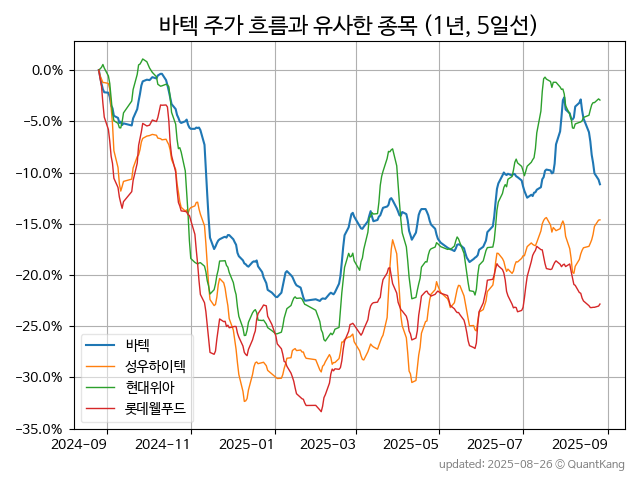 바텍 주가 흐름과 유사한 종목 (1년, 5일선)
0.0%
−5.0%
−10.0%
−15.0%
−20.0%
−25.0%
−30.0%
−35.0%
바텍
성우하이텍
현대위아
롯데웰푸드
2024-09 2024-11 2025-01 2025-03 2025-05 2025-07 2025-09
updated: 2025-08-26 © QuantKang